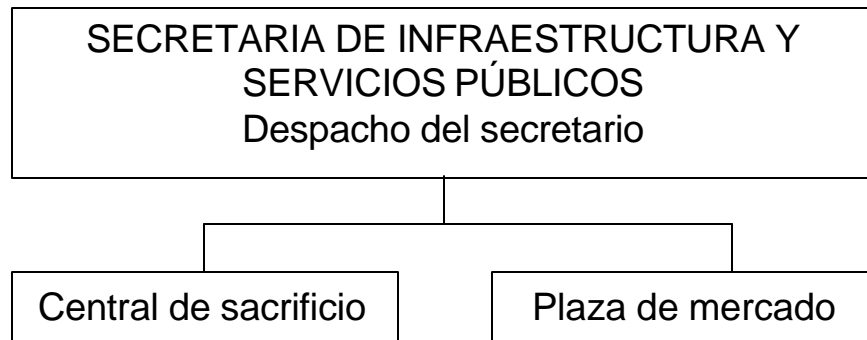 SECRETARIA DE INFRAESTRUCTURA Y
SERVICIOS PÚBLICOS
Despacho del secretario
Central de sacrificio
Plaza de mercado